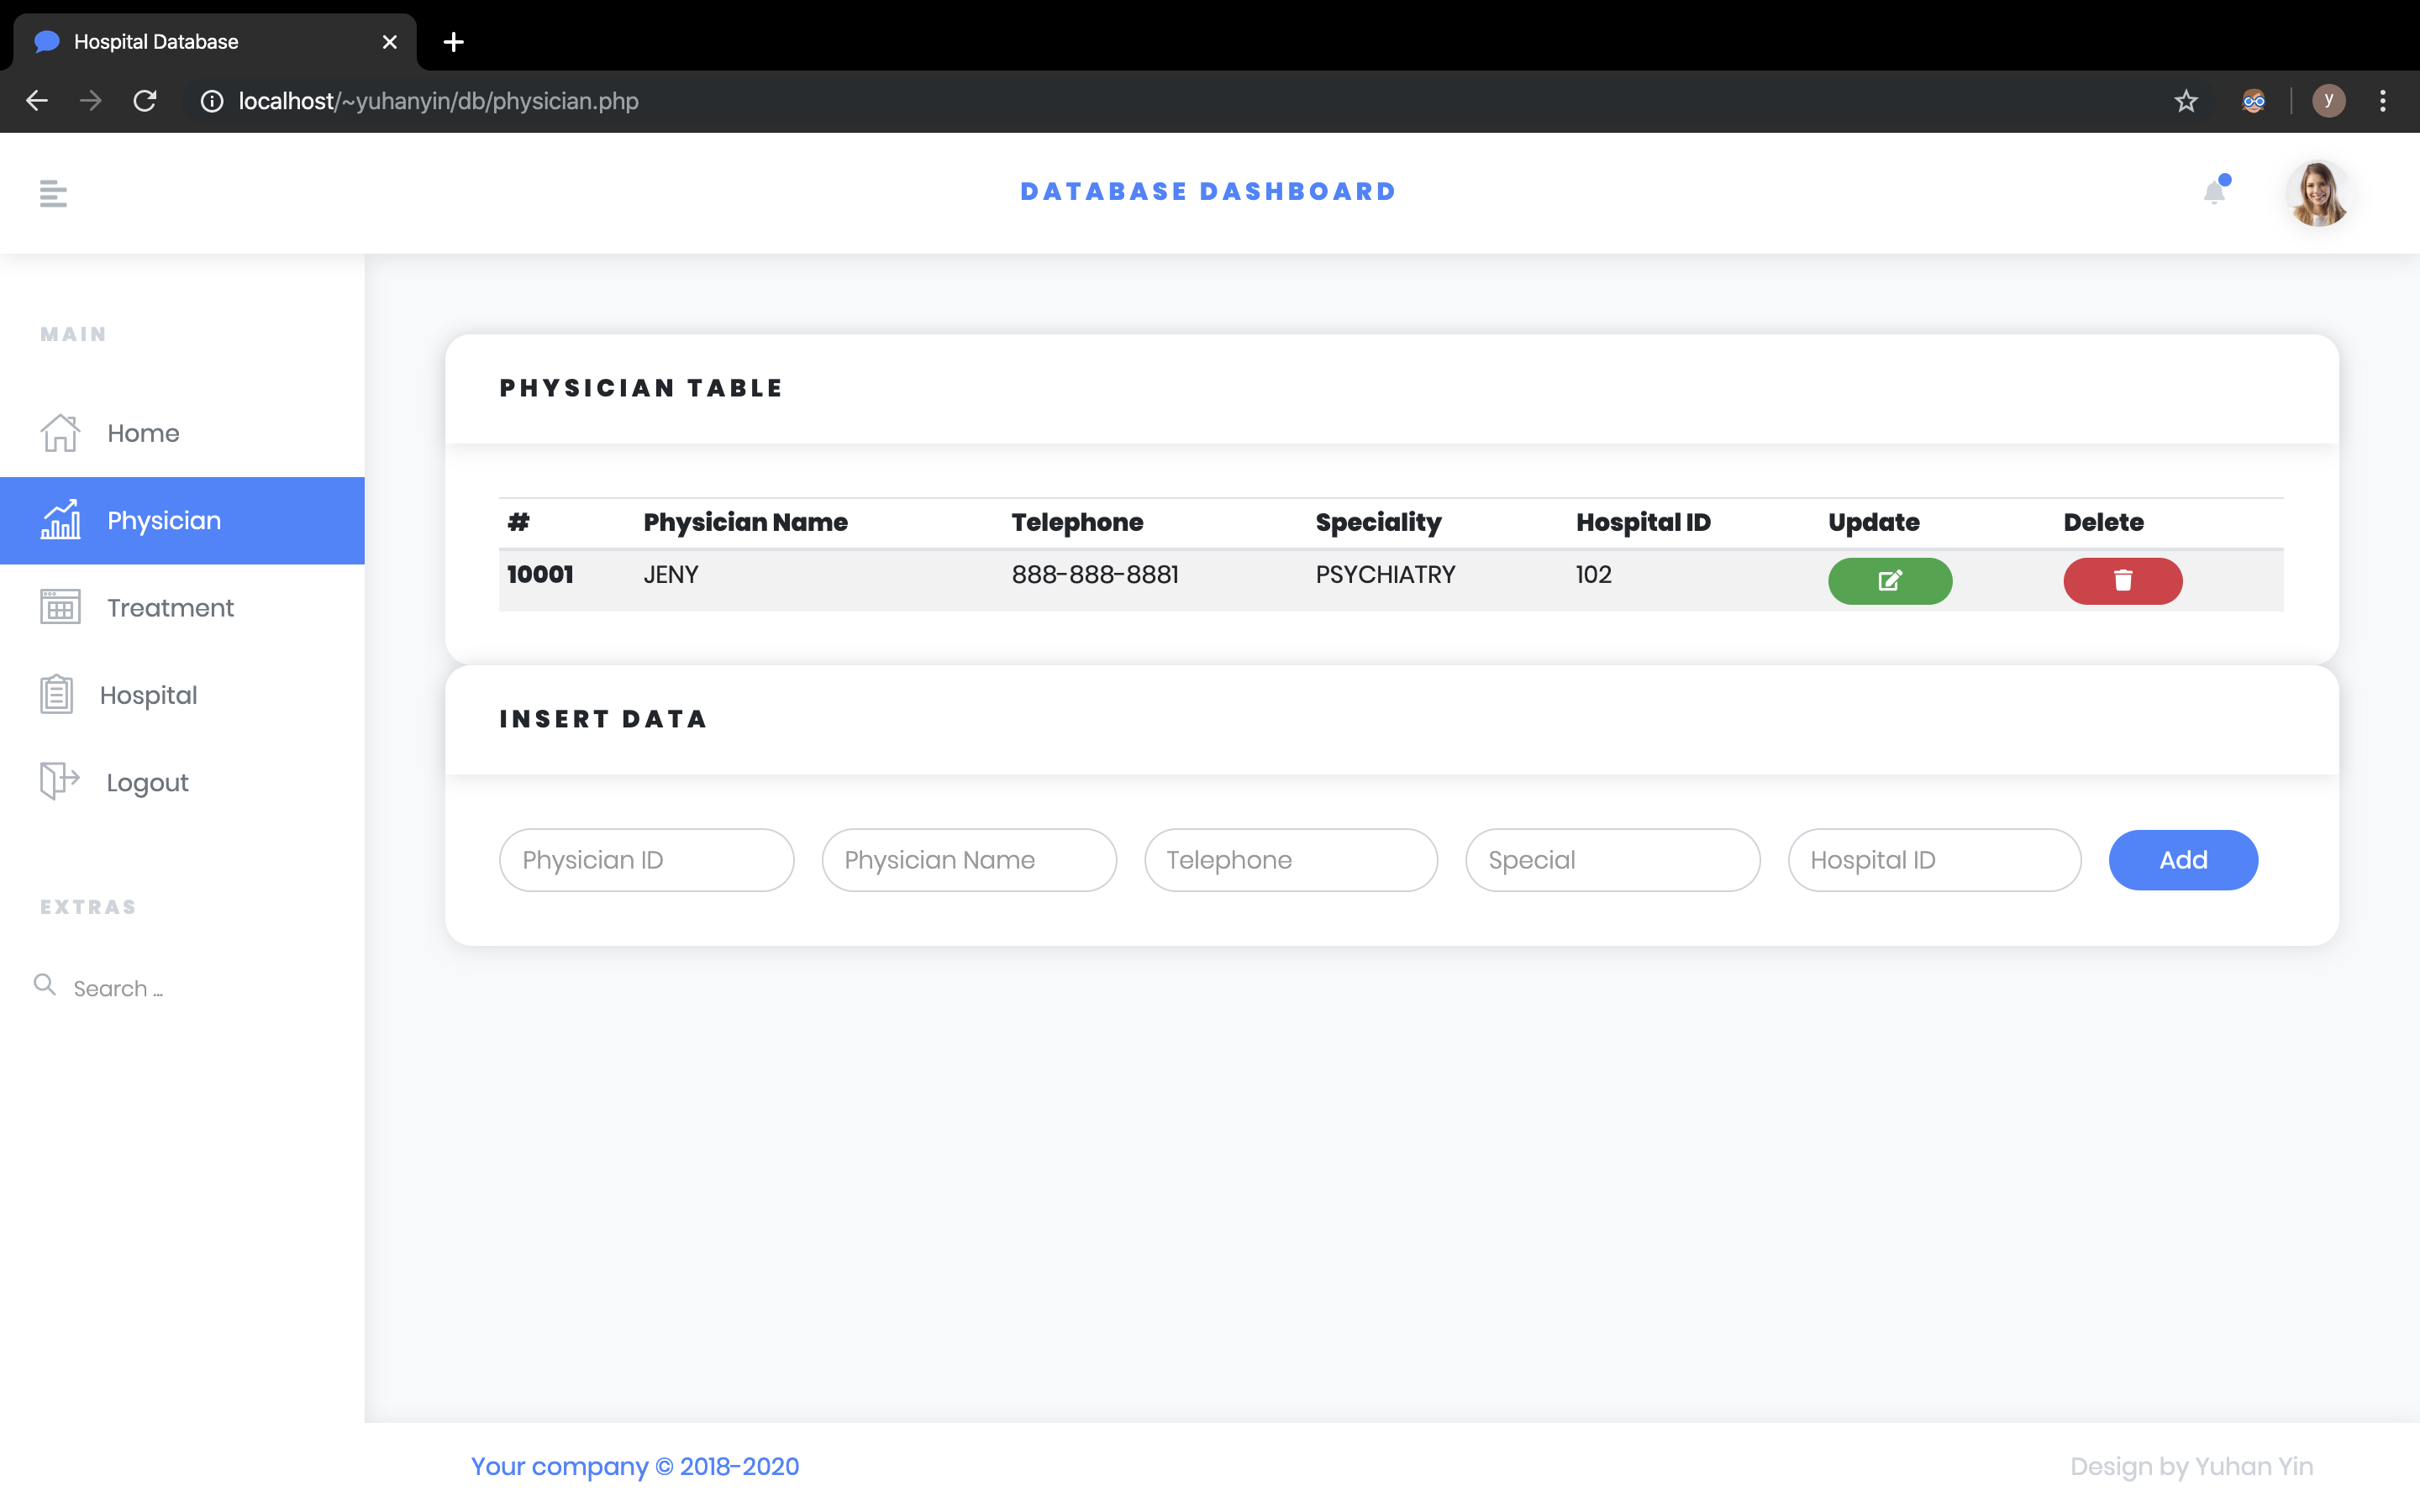 Hospital Database
localhost/~yuhanyin/db/physician.php
y
DATABASE DASHBOARD
MAIN
Home
Physician
Treatment
Hospital
Logout
EXTRAS
Search ...
PHYSICIAN TABLE
# Physician Name Telephone Speciality Hospital ID Update Delete
10001 JENY 888-888-8881 PSYCHIATRY 102
INSERT DATA
Physician ID Physician Name Telephone Special Hospital ID Add
Your company © 2018-2020 Design by Yuhan Yin